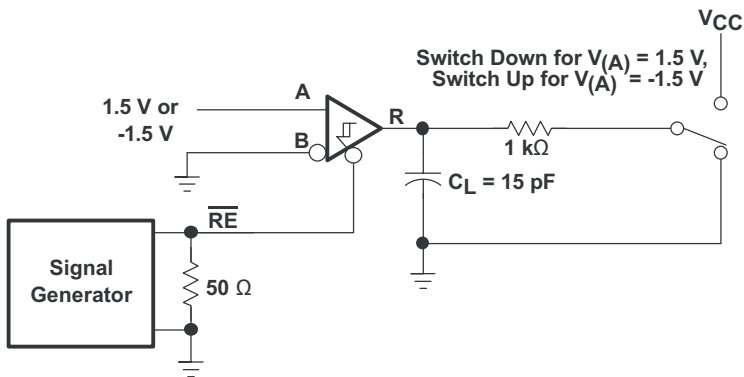 VCC
Switch Down for V(A) = 1.5 V,
Switch Up for V(A) = -1.5 V
A
1.5 V or
-1.5 V
R
B
1 kΩ
CL = 15 pF
RE
Signal
Generator
50 Ω